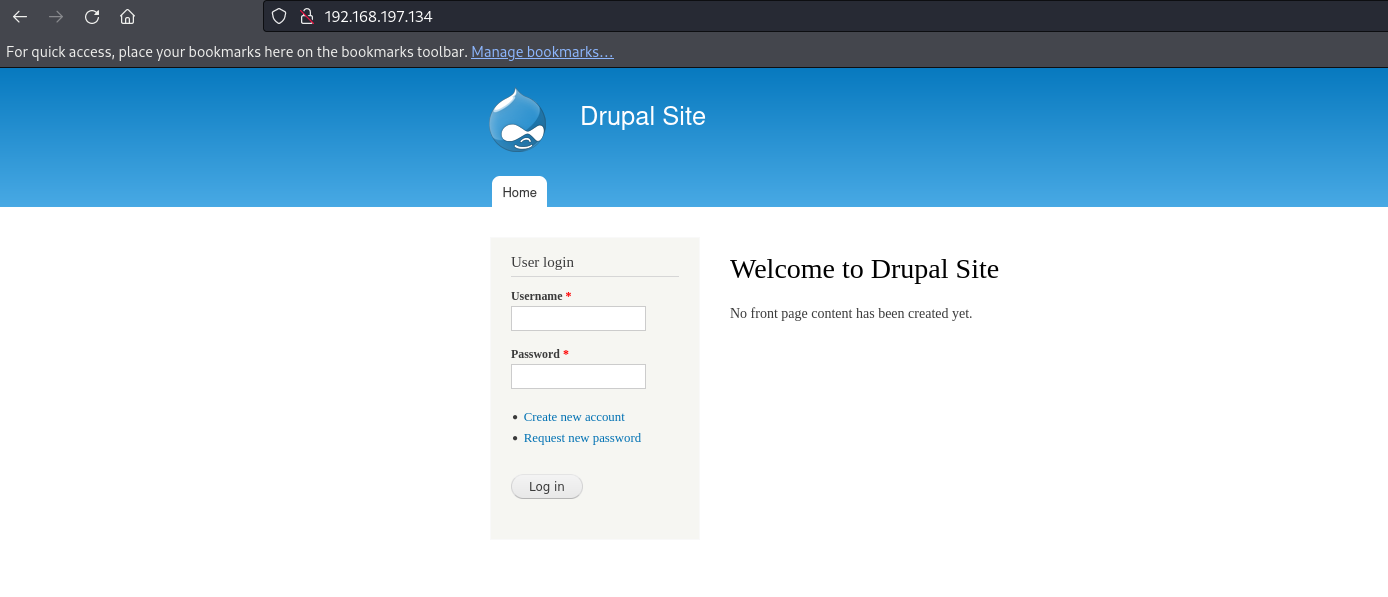 192.168.197.134
For quick access, place your bookmarks here on the bookmarks toolbar. Manage bookmarks…
Drupal Site
Home
User login
Username *
Password *
Create new account
Request new password
Log in
Welcome to Drupal Site
No front page content has been created yet.